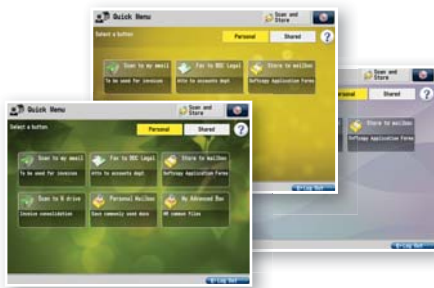 Quick Menu
Scan and Store
Select a button
Personal
Shared
?
Scan to my email
To be used for invoices
Fax to BDC Legal
Attn to accounts dept
Store to mailbox
Softcopy Application Forms
Personal
Shared
?
Scan and Store
Store to mailbox
Softcopy Application Forms
Log Out
Quick Menu
Scan and Store
Select a button
Personal
Shared
?
Scan to my email
To be used for invoices
Fax to BDC Legal
Attn to accounts dept
Store to mailbox
Softcopy Application Forms
Scan to G drive
Invoice consolidation
Personal Mailbox
Save commonly used docs
My Advanced Box
HR common files
Log Out